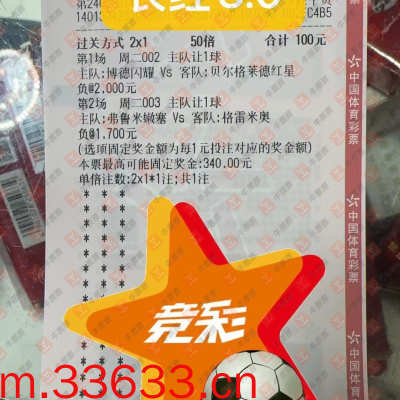 长红
14013
C4B5
过关方式 2x1 50倍 合计 100元
第1场 周二002 主队让1球
主队:博德闪耀 Vs 客队:贝尔格莱德红星
负@2.000元
第2场 周二003 主队让1球
主队:弗鲁米嫩塞 Vs 客队:格雷米奥
负@1.700元
(选项固定奖金额为每1元投注对应的奖金额)
本票最高可能固定奖金:340.00元
单倍注数:2x1*1注;共1注
中国体育彩票
中国体育彩票
中国体育彩票
竞彩
m.33633.cn